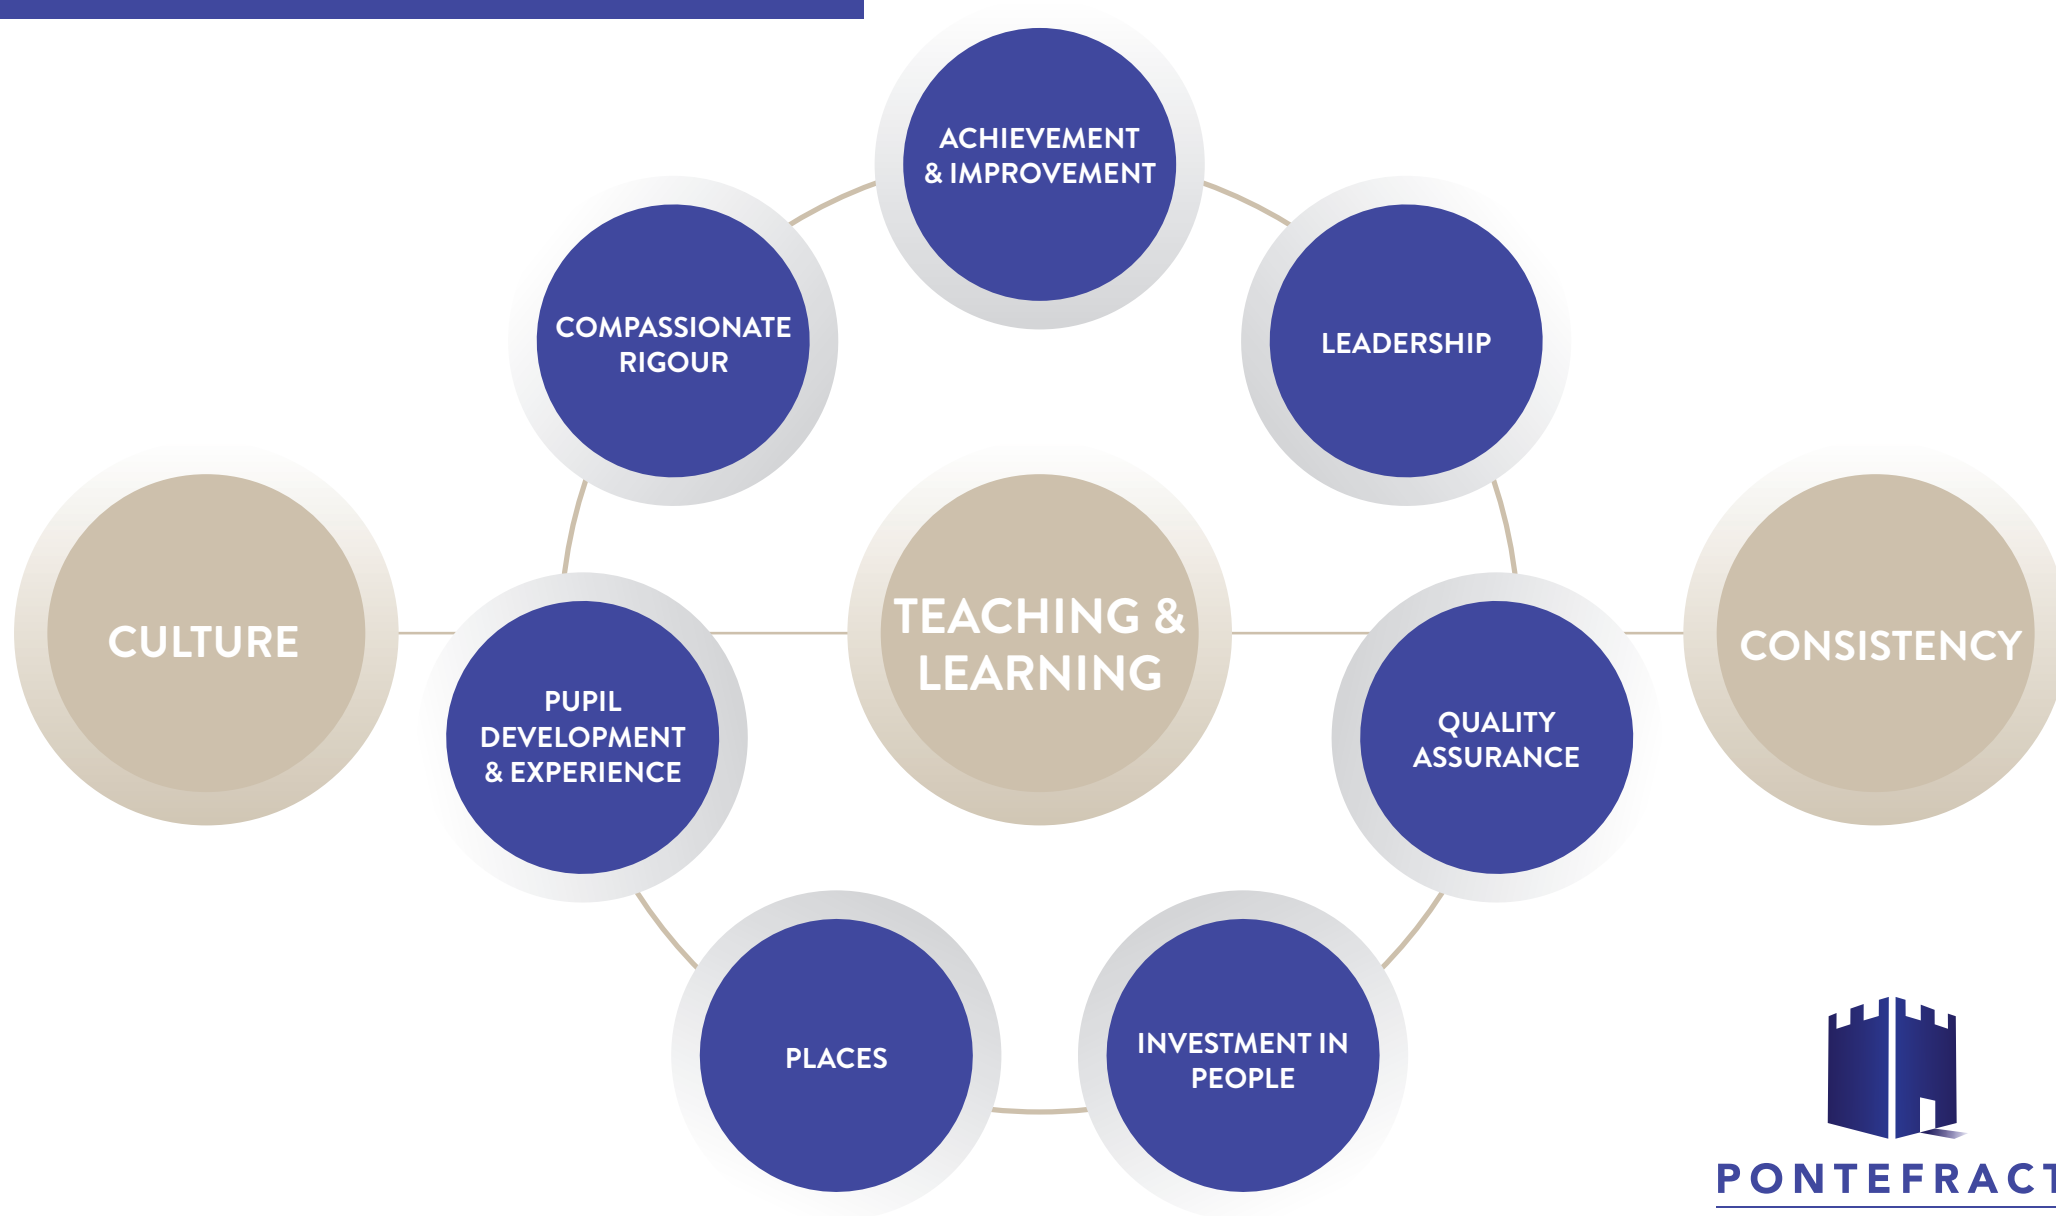 ACHIEVEMENT
& IMPROVEMENT
COMPASSIONATE
RIGOUR
LEADERSHIP
CULTURE
TEACHING &
LEARNING
CONSISTENCY
PUPIL
DEVELOPMENT
& EXPERIENCE
QUALITY
ASSURANCE
PLACES
INVESTMENT IN
PEOPLE
PONTEFRACT